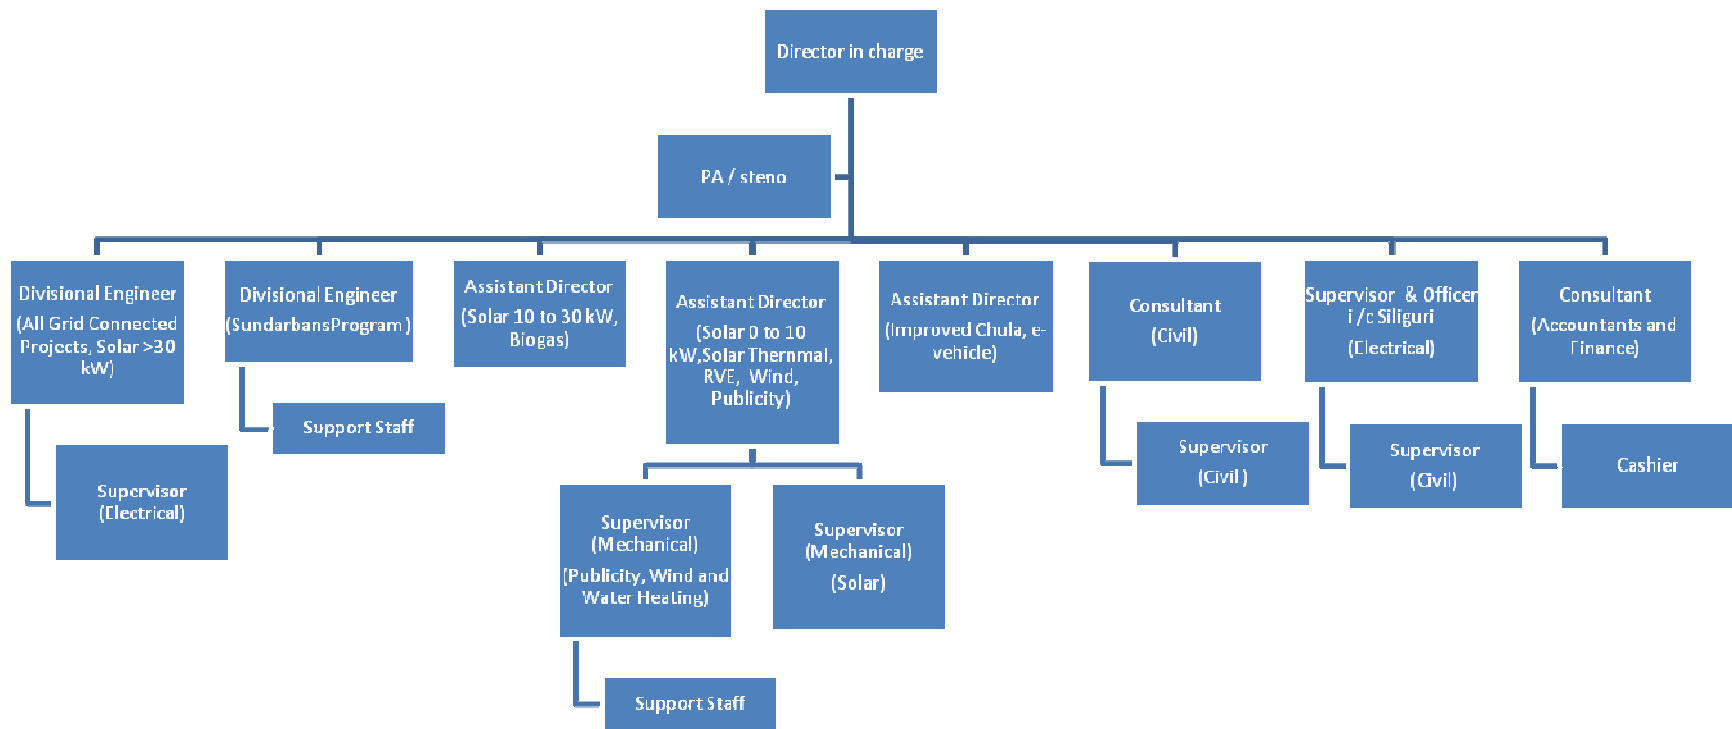 Director in charge
PA / steno
Divisional Engineer
(All Grid Connected
Projects, Solar >30
kW)
Divisional Engineer
(SundarbansProgram)
Assistant Director
(Solar 10 to 30 kW,
Biogas)
Assistant Director
(Solar 0 to 10
kW,Solar Thernmal,
RVE, Wind,
Publicity)
Assistant Director
(Improved Chula, e-
vehicle)
Consultant
(Civil)
Supervisor & Officer
i /c Siliguri
(Electrical)
Consultant
(Accountants and
Finance)
Supervisor
(Electrical)
Support Staff
Supervisor
(Mechanical)
(Publicity, Wind and
Water Heating)
Supervisor
(Mechanical)
(Solar)
Supervisor
(Civil )
Supervisor
(Civil)
Cashier
Support Staff